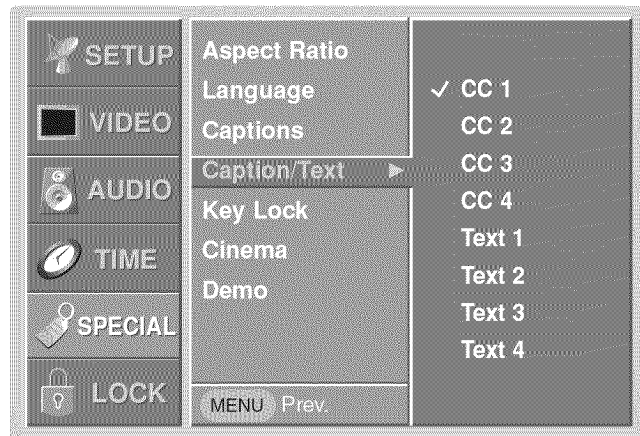 SETUP
VIDEO
AUDIO
TIME
SPECIAL
LOCK
Aspect Ratio
Language
Captions
Caption/Text
Key Lock
Cinema
Demo
MENU Prev.
CC 1
CC 2
CC 3
CC 4
Text 1
Text 2
Text 3
Text 4